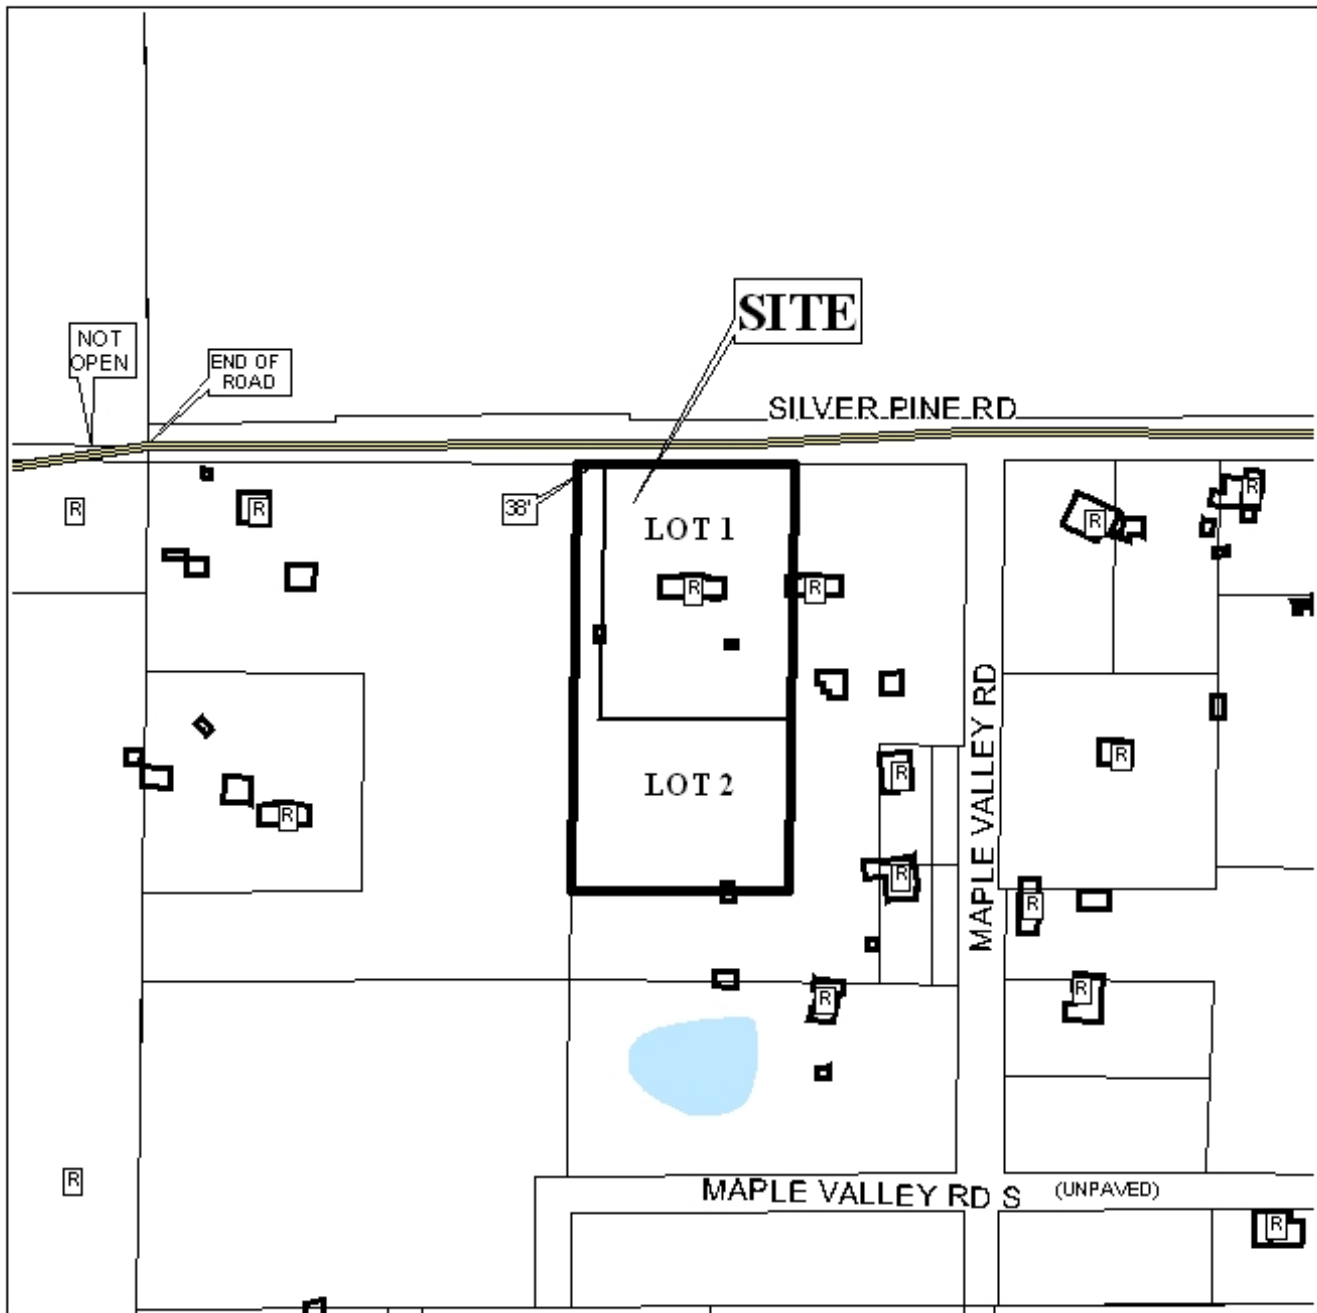 SITE
NOT
OPEN
END OF
ROAD
SILVER PINE RD
R
R
38'
LOT 1
R
R
R
R
R
LOT 2
R
R
R
R
MAPLE VALLEY RD
R
R
R
R
MAPLE VALLEY RD S
(UNPAVED)
R